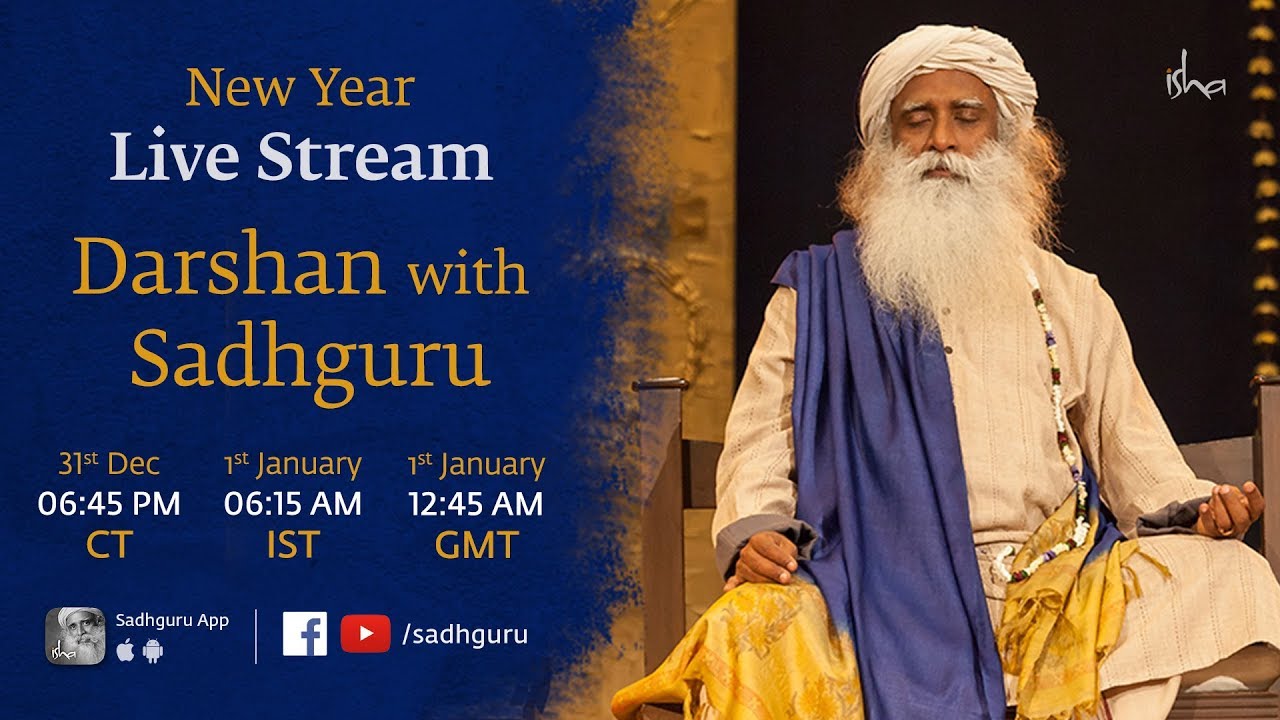 New Year
Live Stream
Darshan with
Sadhguru
31st Dec
06:45 PM
CT
1st January
06:15 AM
IST
1st January
12:45 AM
GMT
Sadhguru App
isha
/sadhguru
isha